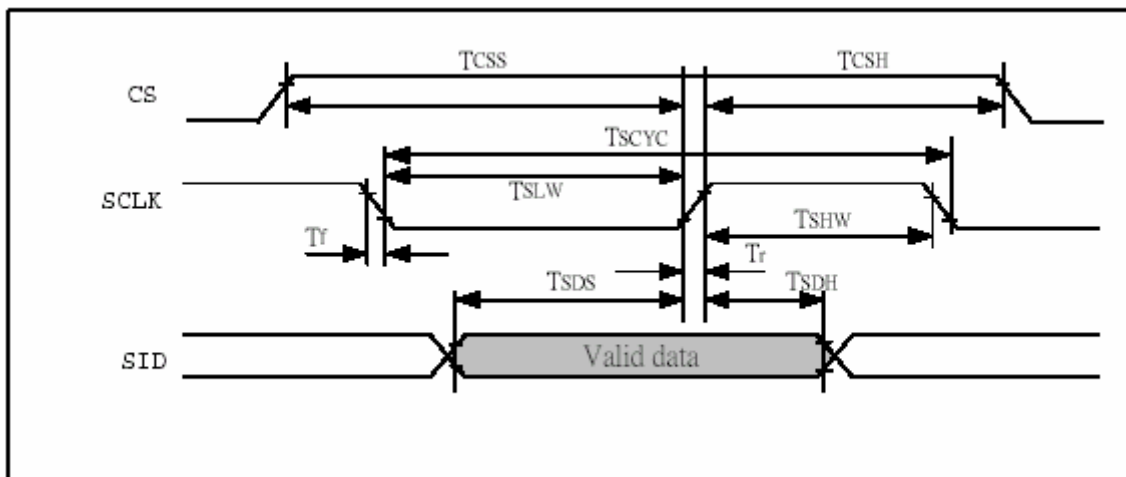 TCSS TCSH
CS
TSCYC
SCLK TSLW
TSHW
Tf
Tr
TSDS TSDH
SID Valid data